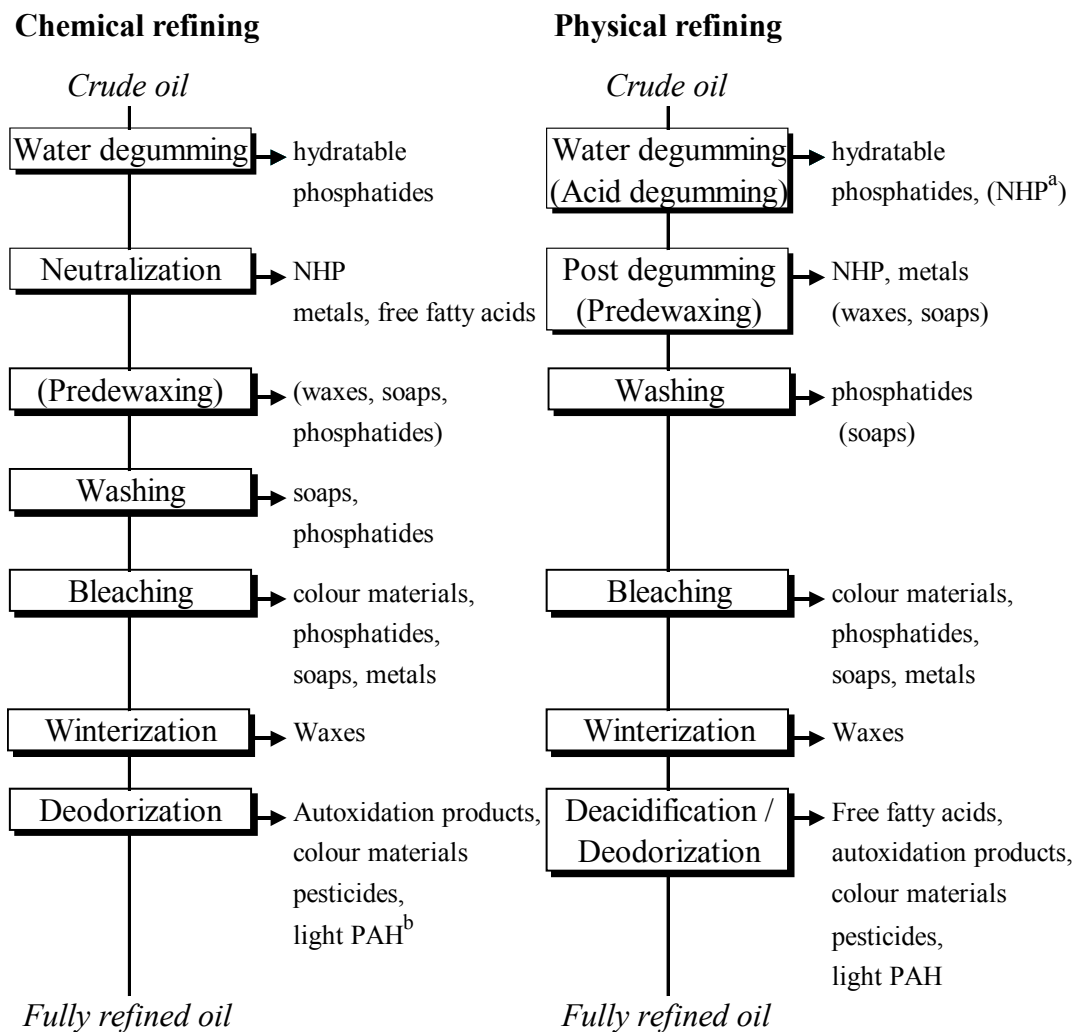 Chemical refining
Crude oil
Water degumming
hydratable
phosphatides
Neutralization
NHP
metals, free fatty acids
(Predewaxing)
(waxes, soaps,
phosphatides)
Washing
soaps,
phosphatides
Bleaching
colour materials,
phosphatides,
soaps, metals
Winterization
Waxes
Deodorization
Autoxidation products,
colour materials
pesticides,
light PAHb
Fully refined oil
Physical refining
Crude oil
Water degumming
(Acid degumming)
hydratable
phosphatides, (NHPa)
Post degumming
(Predewaxing)
NHP, metals
(waxes, soaps)
Washing
phosphatides
(soaps)
Bleaching
colour materials,
phosphatides,
soaps, metals
Winterization
Waxes
Deacidification /
Deodorization
Free fatty acids,
autoxidation products,
colour materials
pesticides,
light PAH
Fully refined oil